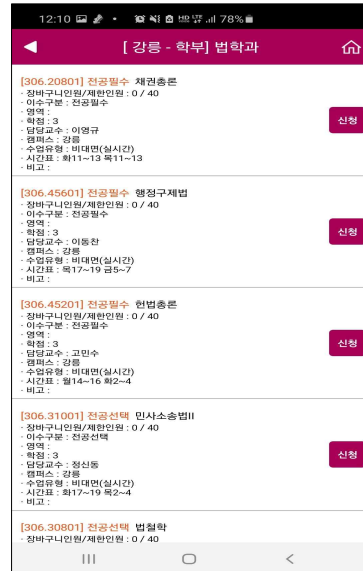 12:10 78%
[ 강릉 - 학부] 법학과
[306.20801] 전공필수 채권총론
· 장바구니인원/제한인원 : 0 / 40
· 이수구분 : 전공필수
· 영역 :
· 학점 : 3
· 담당교수 : 이영규
· 캠퍼스 : 강릉
· 수업유형 : 비대면(실시간)
· 시간표 : 화11~13 목11~13
· 비고 :
신청
[306.45601] 전공필수 행정구제법
· 장바구니인원/제한인원 : 0 / 40
· 이수구분 : 전공필수
· 영역 :
· 학점 : 3
· 담당교수 : 이동찬
· 캠퍼스 : 강릉
· 수업유형 : 비대면(실시간)
· 시간표 : 목17~19 금5~7
· 비고 :
신청
[306.45201] 전공필수 헌법총론
· 장바구니인원/제한인원 : 0 / 40
· 이수구분 : 전공필수
· 영역 :
· 학점 : 3
· 담당교수 : 고민수
· 캠퍼스 : 강릉
· 수업유형 : 비대면(실시간)
· 시간표 : 월14~16 화2~4
· 비고 :
신청
[306.31001] 전공선택 민사소송법II
· 장바구니인원/제한인원 : 0 / 40
· 이수구분 : 전공선택
· 영역 :
· 학점 : 3
· 담당교수 : 정신동
· 캠퍼스 : 강릉
· 수업유형 : 비대면(실시간)
· 시간표 : 화17~19 목2~4
· 비고 :
신청
[306.30801] 전공선택 법철학
· 장바구니인원/제한인원 : 0 / 40